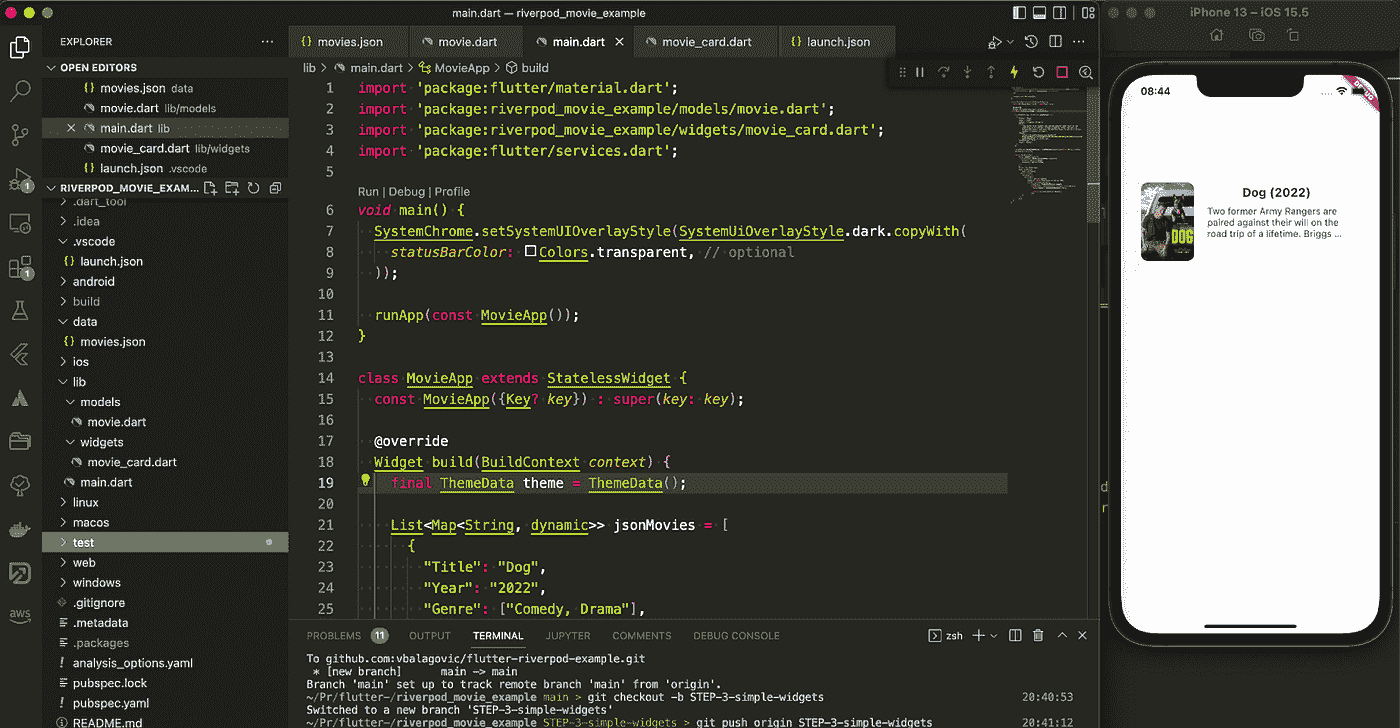 main.dart — riverpod_movie_example
iPhone 13 – iOS 15.5
EXPLORER
OPEN EDITORS
movies.json data
movie.dart lib/models
main.dart lib
movie_card.dart lib/widgets
launch.json .vscode
RIVERPOD_MOVIE_EXAM...
.dart_tool
.idea
.vscode
launch.json
android
build
data
movies.json
ios
lib
models
movie.dart
widgets
movie_card.dart
main.dart
linux
macos
test
web
windows
.gitignore
.metadata
.packages
analysis_options.yaml
pubspec.lock
pubspec.yaml
README.md
1
1
aws
movies.json
movie.dart
main.dart
movie_card.dart
launch.json
lib > main.dart > MovieApp > build
1 import 'package:flutter/material.dart';
2 import 'package:riverpod_movie_example/models/movie.dart';
3 import 'package:riverpod_movie_example/widgets/movie_card.dart';
4 import 'package:flutter/services.dart';
5
Run | Debug | Profile
6 void main() {
7 SystemChrome.setSystemUIOverlayStyle(SystemUiOverlayStyle.dark.copyWith(
8 statusBarColor: Colors.transparent, // optional
9 ));
10
11 runApp(const MovieApp());
12 }
13
14 class MovieApp extends StatelessWidget {
15 const MovieApp({Key? key}) : super(key: key);
16
17 @override
18 Widget build(BuildContext context) {
19 final ThemeData theme = ThemeData();
20
21 List<Map<String, dynamic>> jsonMovies = [
22 {
23 "Title": "Dog",
24 "Year": "2022",
25 "Genre": ["Comedy, Drama"],
PROBLEMS 11 OUTPUT TERMINAL JUPYTER COMMENTS DEBUG CONSOLE
zsh
To github.com:vbalagovic/flutter-riverpod-example.git
* [new branch] main -> main
Branch 'main' set up to track remote branch 'main' from 'origin'.
~/Pr/flutter-/riverpod_movie_example main > git checkout -b STEP-3-simple-widgets 20:40:53
Switched to a new branch 'STEP-3-simple-widgets'
~/Pr/flutter-/riverpod_movie_example STEP-3-simple-widgets > git push origin STEP-3-simple-widgets 20:41:12
08:44
DOG
Dog (2022)
Two former Army Rangers are
paired against their will on the
road trip of a lifetime. Briggs ...